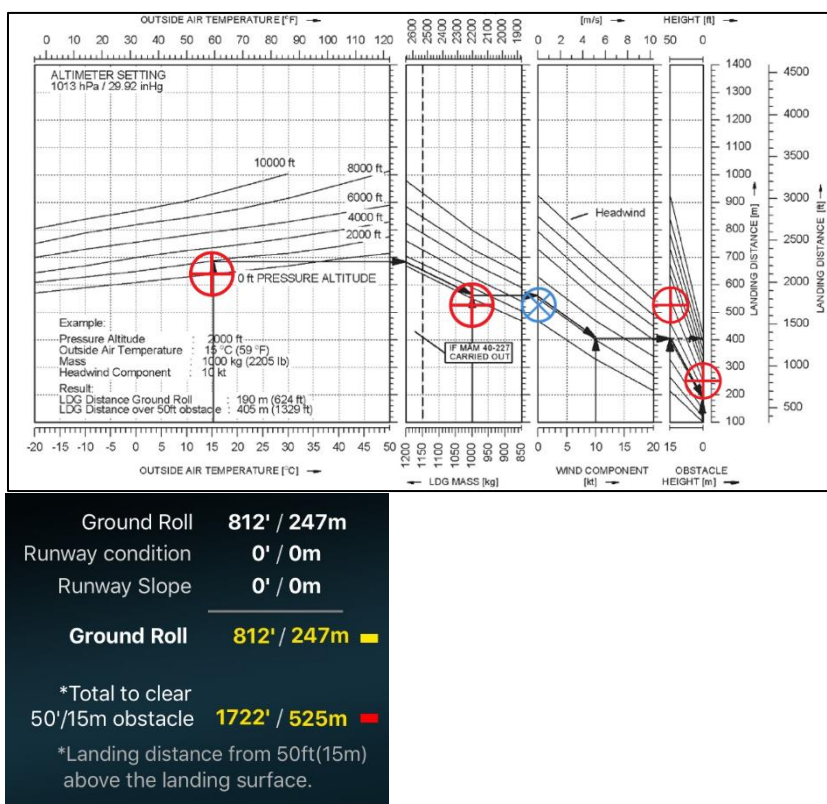 OUTSIDE AIR TEMPERATURE [°F]
0 10 20 30 40 50 60 70 80 90 100 110 120
2600 2500 2400 2300 2200 2100 2000 1900
[m/s]
0 2 4 6 8 10
HEIGHT [ft]
50 0
ALTIMETER SETTING
1013 hPa / 29.92 inHg
10000 ft
8000 ft
6000 ft
4000 ft
2000 ft
0 ft PRESSURE ALTITUDE
Headwind
IF MAM 40-227
CARRIED OUT
Example:
Pressure Altitude : 2000 ft
Outside Air Temperature : 15 °C (59 °F)
Mass : 1000 kg (2205 lb)
Headwind Component : 10 kt
Result:
LDG Distance Ground Roll : 190 m (624 ft)
LDG Distance over 50ft obstacle : 405 m (1329 ft)
1400
1300
1200
1100
1000
900
800
700
600
500
400
300
200
100
LANDING DISTANCE [m]
4500
4000
3500
3000
2500
2000
1500
1000
500
LANDING DISTANCE [ft]
-20 -15 -10 -5 0 5 10 15 20 25 30 35 40 45 50
OUTSIDE AIR TEMPERATURE [°C]
1200 1150 1100 1050 1000 950 900 850
LDG MASS [kg]
0 5 10 15 20
WIND COMPONENT
[kt]
15 0
OBSTACLE
HEIGHT [m]
Ground Roll 812' / 247m
Runway condition 0' / 0m
Runway Slope 0' / 0m
Ground Roll 812' / 247m
*Total to clear
50'/15m obstacle 1722' / 525m
*Landing distance from 50ft(15m)
above the landing surface.